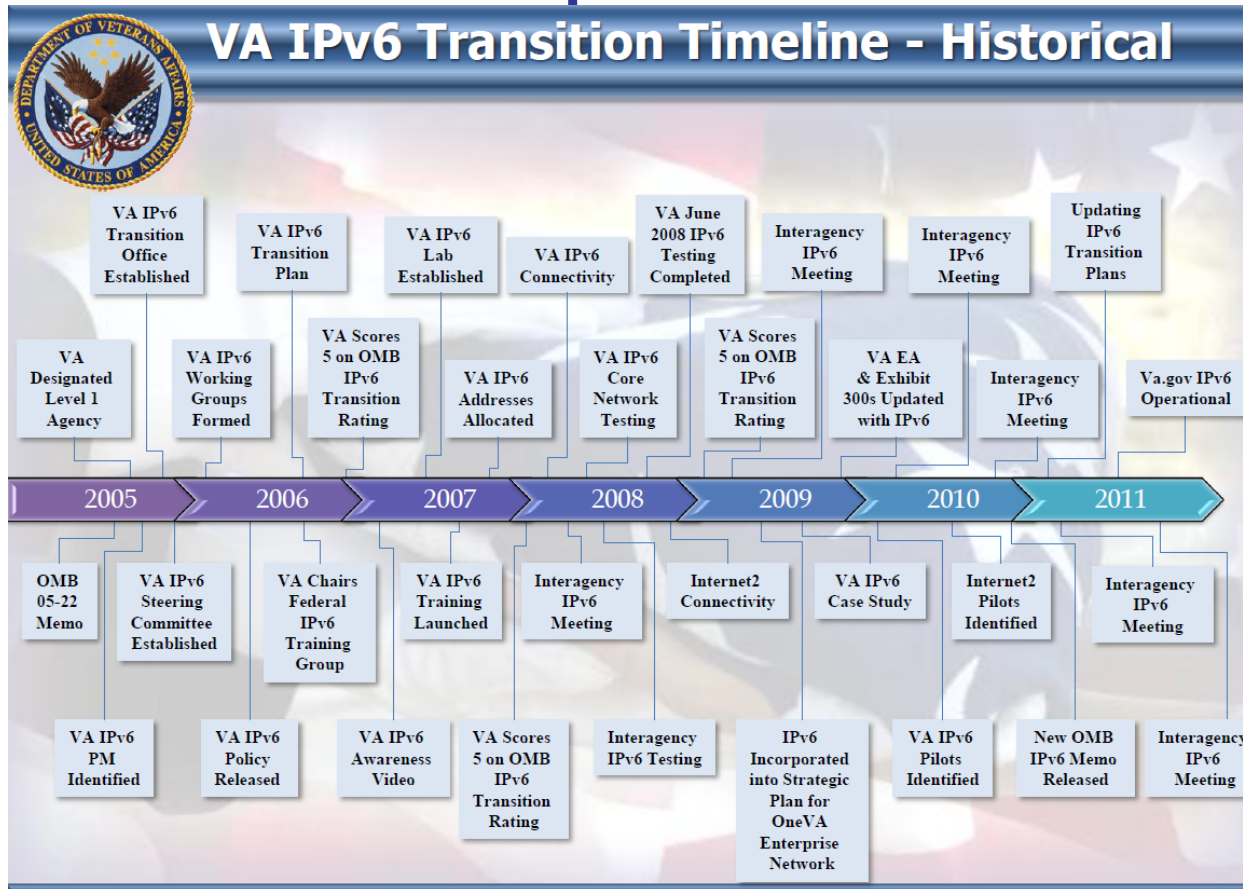 VA IPv6 Transition Timeline - Historical
DEPARTMENT OF VETERANS AFFAIRS
UNITED STATES OF AMERICA
VA IPv6
Transition
Office
Established
VA IPv6
Transition
Plan
VA IPv6
Lab
Established
VA IPv6
Connectivity
VA June
2008 IPv6
Testing
Completed
Interagency
IPv6
Meeting
Interagency
IPv6
Meeting
Updating
IPv6
Transition
Plans
VA
Designated
Level 1
Agency
VA IPv6
Working
Groups
Formed
VA Scores
5 on OMB
IPv6
Transition
Rating
VA IPv6
Addresses
Allocated
VA IPv6
Core
Network
Testing
VA Scores
5 on OMB
IPv6
Transition
Rating
VA EA
& Exhibit
300s Updated
with IPv6
Interagency
IPv6
Meeting
Va.gov IPv6
Operational
2005
2006
2007
2008
2009
2010
2011
OMB
05-22
Memo
VA IPv6
Steering
Committee
Established
VA Chairs
Federal
IPv6
Training
Group
VA IPv6
Training
Launched
Interagency
IPv6
Meeting
Internet2
Connectivity
VA IPv6
Case Study
Internet2
Pilots
Identified
Interagency
IPv6
Meeting
VA IPv6
PM
Identified
VA IPv6
Policy
Released
VA IPv6
Awareness
Video
VA Scores
5 on OMB
IPv6
Transition
Rating
Interagency
IPv6 Testing
IPv6
Incorporated
into Strategic
Plan for
OneVA
Enterprise
Network
VA IPv6
Pilots
Identified
New OMB
IPv6 Memo
Released
Interagency
IPv6
Meeting